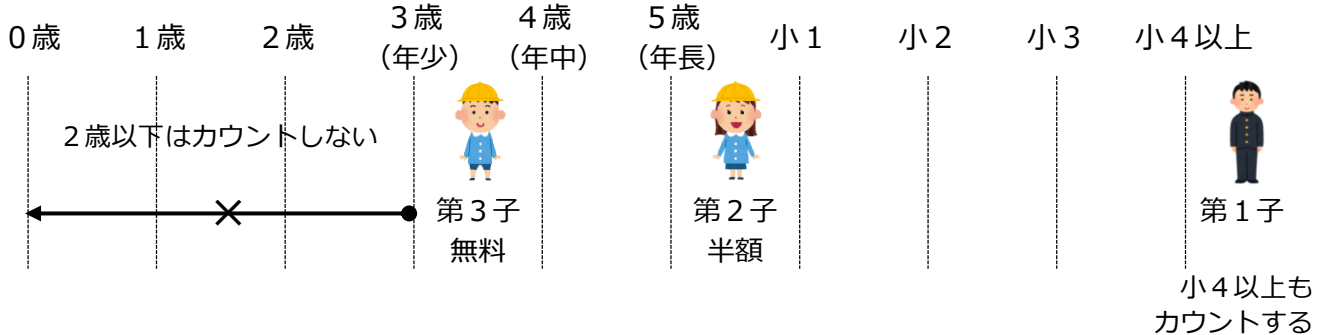 0歳 1歳 2歳 3歳 4歳 5歳 小1 小2 小3 小4以上
（年少） （年中） （年長）
2歳以下はカウントしない
第3子 第2子 第1子
無料 半額
小4以上も
カウントする